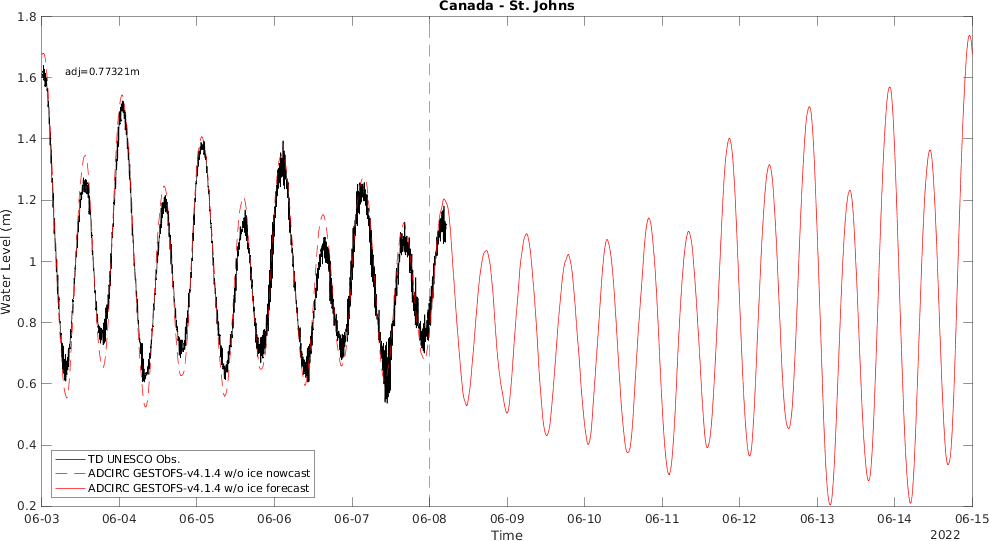 Canada - St. Johns
1.8
1.6
1.4
1.2
1
0.8
0.6
0.4
0.2
Water Level (m)
adj=0.77321m
TD UNESCO Obs.
ADCIRC GESTOFS-v4.1.4 w/o ice nowcast
ADCIRC GESTOFS-v4.1.4 w/o ice forecast
06-03 06-04 06-05 06-06 06-07 06-08 06-09 06-10 06-11 06-12 06-13 06-14 06-15
Time
2022